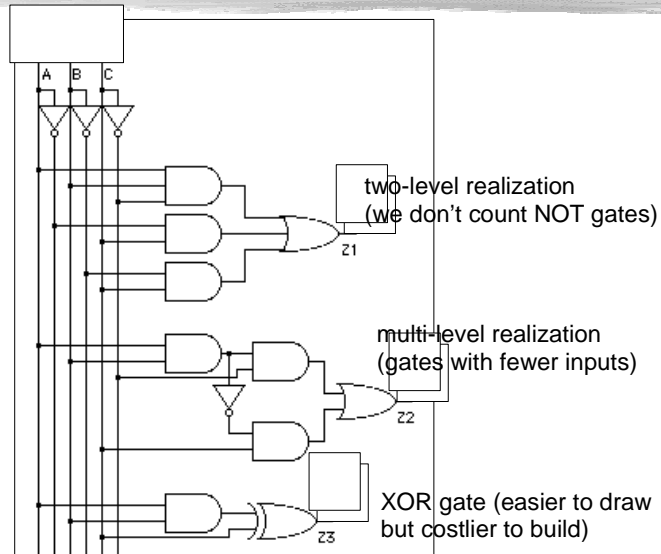 A B C
two-level realization
(we don't count NOT gates)
Z1
multi-level realization
(gates with fewer inputs)
Z2
XOR gate (easier to draw
but costlier to build)
Z3